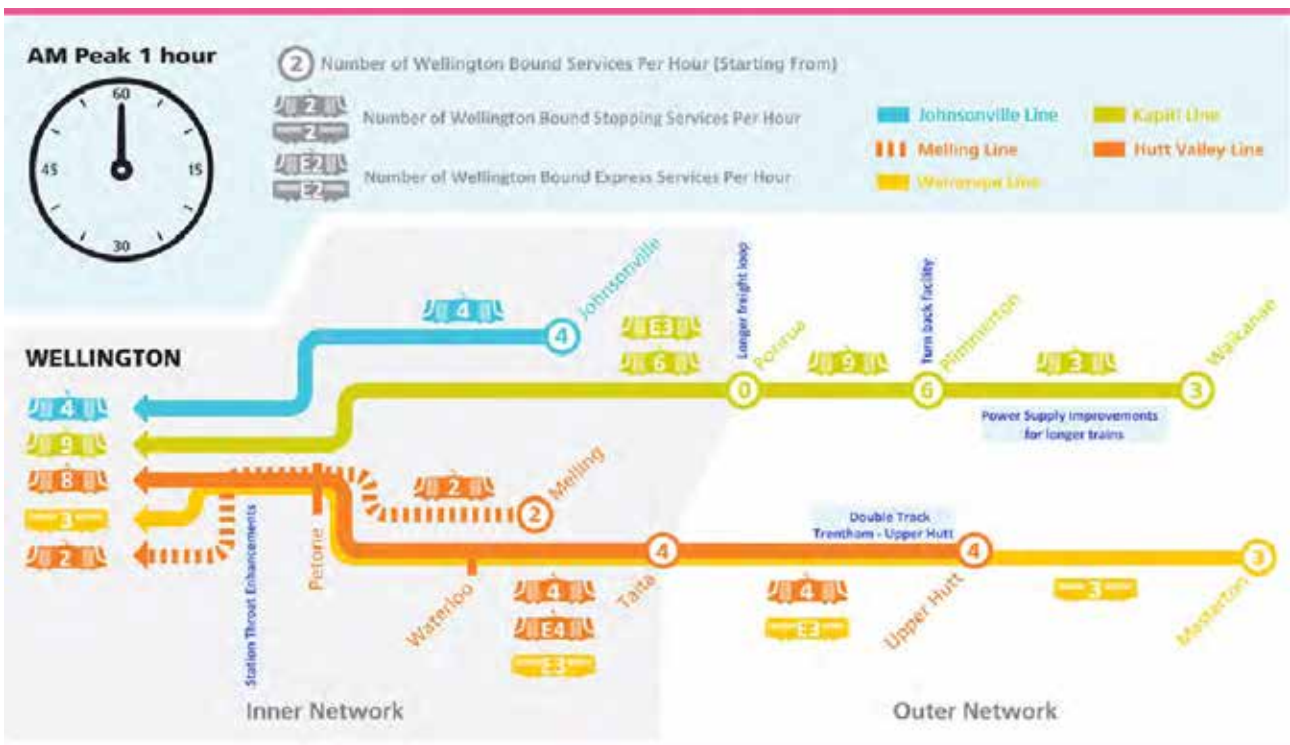 AM Peak 1 hour
60
45
15
30
2 Number of Wellington Bound Services Per Hour (Starting From)
2
2
Number of Wellington Bound Stopping Services Per Hour
E2
E2
Number of Wellington Bound Express Services Per Hour
Johnsonville Line
Kapiti Line
Melling Line
Hutt Valley Line
Wairarapa Line
WELLINGTON
4
9
8
3
2
4
4
Johnsonville
E3
6
Longer freight loop
0
Porirua
9
Turn back facility
6
Plimmerton
3
3
Waikanae
Power Supply Improvements
for longer trains
Station Throat Enhancements
Petone
2
2
Melling
Waterloo
4
E4
E3
4
Taita
Double Track
Trentham - Upper Hutt
4
E3
4
Upper Hutt
3
3
Masterton
Inner Network
Outer Network